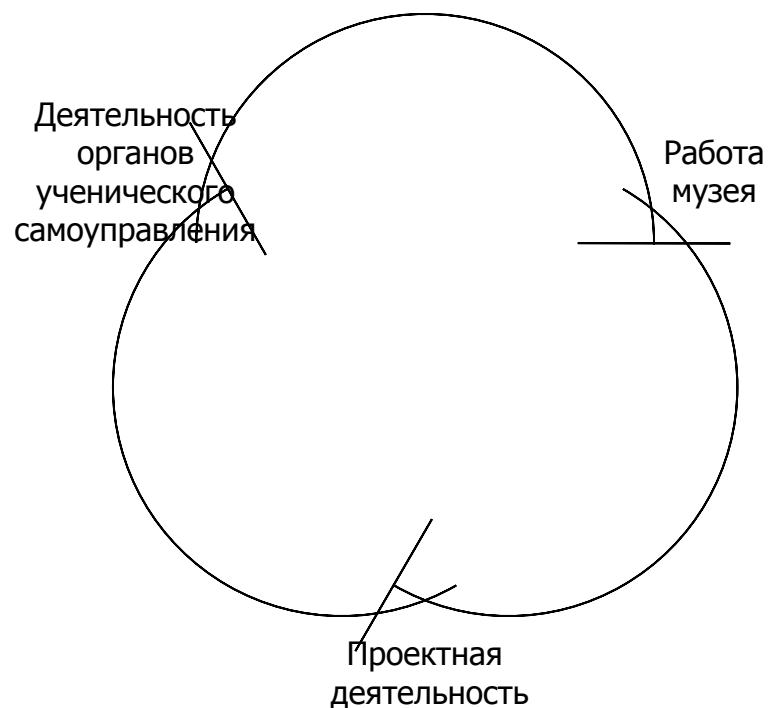 Деятельность
органов
ученического
самоуправления
Работа
музея
Проектная
деятельность